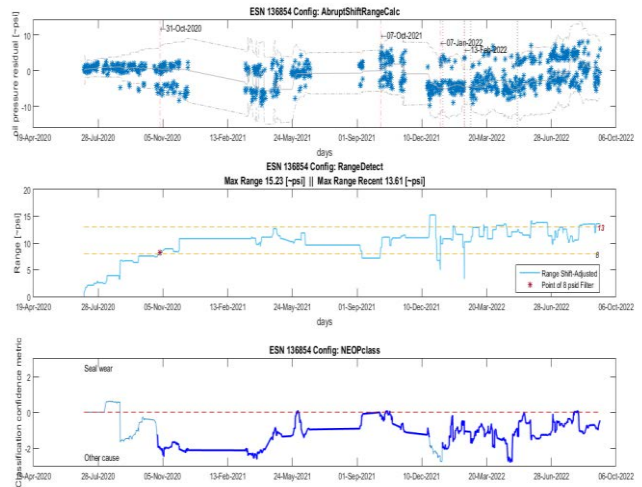 ESN 136854 Config: AbruptShiftRangeCalc
oil pressure residual [~psi]
10
0
-10
31-Oct-2020
07-Oct-2021
07-Jan-2022
13-Feb-2022
19-Apr-2020 28-Jul-2020 05-Nov-2020 13-Feb-2021 24-May-2021 01-Sep-2021 10-Dec-2021 20-Mar-2022 28-Jun-2022 06-Oct-2022
days
ESN 136854 Config: RangeDetect
Max Range 15.23 [~psi] || Max Range Recent 13.61 [~psi]
Range [~psi]
20
15
10
5
0
13
8
Range Shift-Adjusted
Point of 8 psid Filter
19-Apr-2020 28-Jul-2020 05-Nov-2020 13-Feb-2021 24-May-2021 01-Sep-2021 10-Dec-2021 20-Mar-2022 28-Jun-2022 06-Oct-2022
days
ESN 136854 Config: NEOPclass
Classification confidence metric
2
0
-2
Seal wear
Other cause
19-Apr-2020 28-Jul-2020 05-Nov-2020 13-Feb-2021 24-May-2021 01-Sep-2021 10-Dec-2021 20-Mar-2022 28-Jun-2022 06-Oct-2022